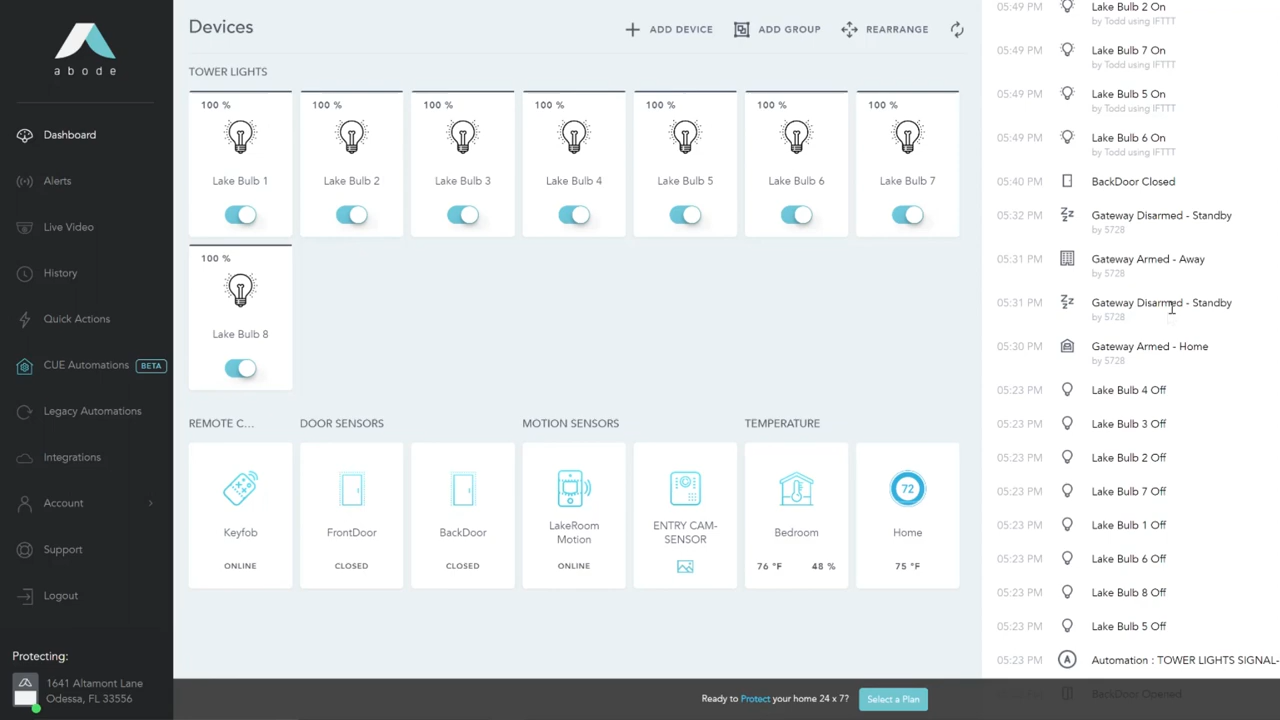 abode
Dashboard
Alerts
Live Video
History
Quick Actions
CUE Automations BETA
Legacy Automations
Integrations
Account
Support
Logout
Protecting:
1641 Altamont Lane
Odessa, FL 33556
Devices
ADD DEVICE
ADD GROUP
REARRANGE
TOWER LIGHTS
100 % 100 % 100 % 100 % 100 % 100 % 100 %
Lake Bulb 1 Lake Bulb 2 Lake Bulb 3 Lake Bulb 4 Lake Bulb 5 Lake Bulb 6 Lake Bulb 7
100 %
Lake Bulb 8
REMOTE C... DOOR SENSORS MOTION SENSORS TEMPERATURE
Keyfob
ONLINE
FrontDoor
CLOSED
BackDoor
CLOSED
LakeRoom
Motion
ONLINE
ENTRY CAM-
SENSOR
Bedroom
76 °F 48 %
72
Home
75 °F
05:49 PM Lake Bulb 2 On
by Todd using IFTTT
05:49 PM Lake Bulb 7 On
by Todd using IFTTT
05:49 PM Lake Bulb 5 On
by Todd using IFTTT
05:49 PM Lake Bulb 6 On
by Todd using IFTTT
05:40 PM BackDoor Closed
05:32 PM Gateway Disarmed - Standby
by 5728
05:31 PM Gateway Armed - Away
by 5728
05:31 PM Gateway Disarmed - Standby
by 5728
05:30 PM Gateway Armed - Home
by 5728
05:23 PM Lake Bulb 4 Off
05:23 PM Lake Bulb 3 Off
05:23 PM Lake Bulb 2 Off
05:23 PM Lake Bulb 7 Off
05:23 PM Lake Bulb 1 Off
05:23 PM Lake Bulb 6 Off
05:23 PM Lake Bulb 8 Off
05:23 PM Lake Bulb 5 Off
05:23 PM A Automation : TOWER LIGHTS SIGNAL-
BackDoor Opened
Ready to Protect your home 24 x 7? Select a Plan